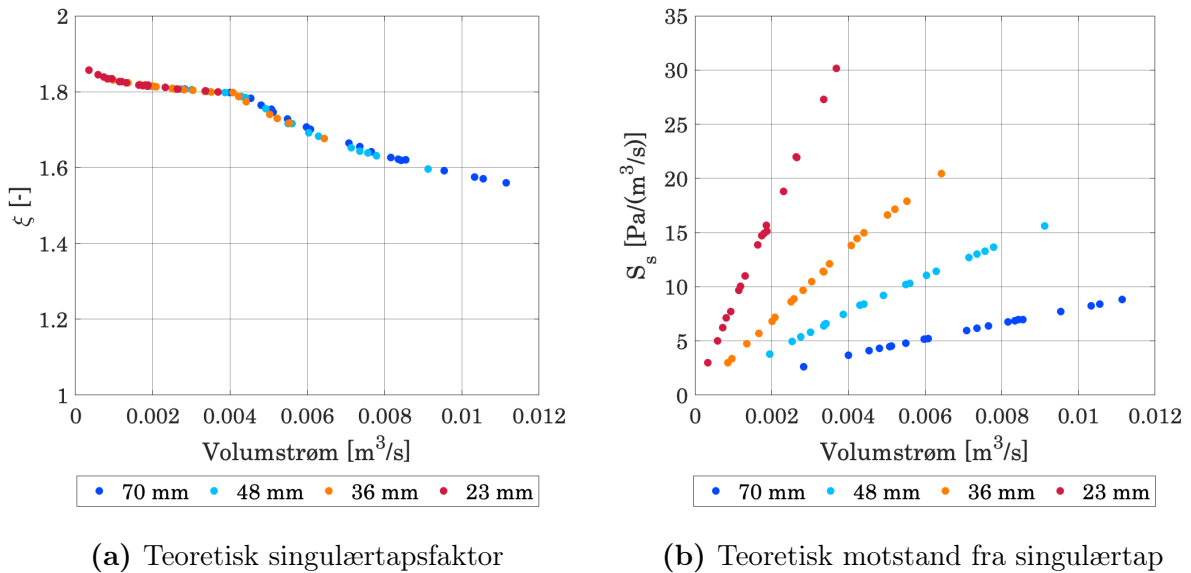 2
1.8
1.6
1.4
1.2
1
ξ [-]
0 0.002 0.004 0.006 0.008 0.01 0.012
Volumstrøm [m³/s]
70 mm 48 mm 36 mm 23 mm
(a) Teoretisk singulærtapsfaktor
35
30
25
20
15
10
5
0
S_s [Pa/(m³/s)]
0 0.002 0.004 0.006 0.008 0.01 0.012
Volumstrøm [m³/s]
70 mm 48 mm 36 mm 23 mm
(b) Teoretisk motstand fra singulærtap